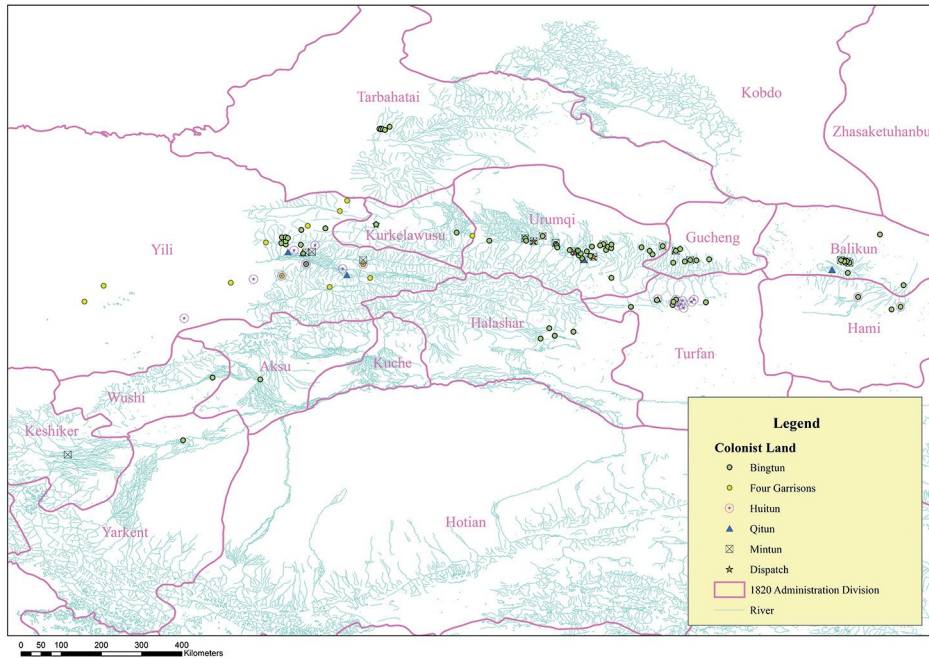 Kobdo
Tarbahatai
Zhasaketuhanbu
Urumqi
Kurkelawusu
Gucheng
Yili
Balikun
Halashar
Hami
Turfan
Aksu
Kuche
Wushi
Keshiker
Hotian
Yarkent
Legend
Colonist Land
Bingtun
Four Garrisons
Huitun
Qitun
Mintun
Dispatch
1820 Administration Division
River
0 50 100 200 300 400
Kilometers